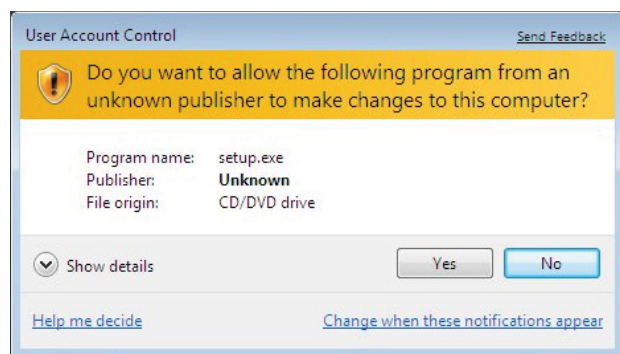 User Account Control
Send Feedback
Do you want to allow the following program from an
unknown publisher to make changes to this computer?
Program name: setup.exe
Publisher: Unknown
File origin: CD/DVD drive
Show details
Yes
No
Help me decide
Change when these notifications appear